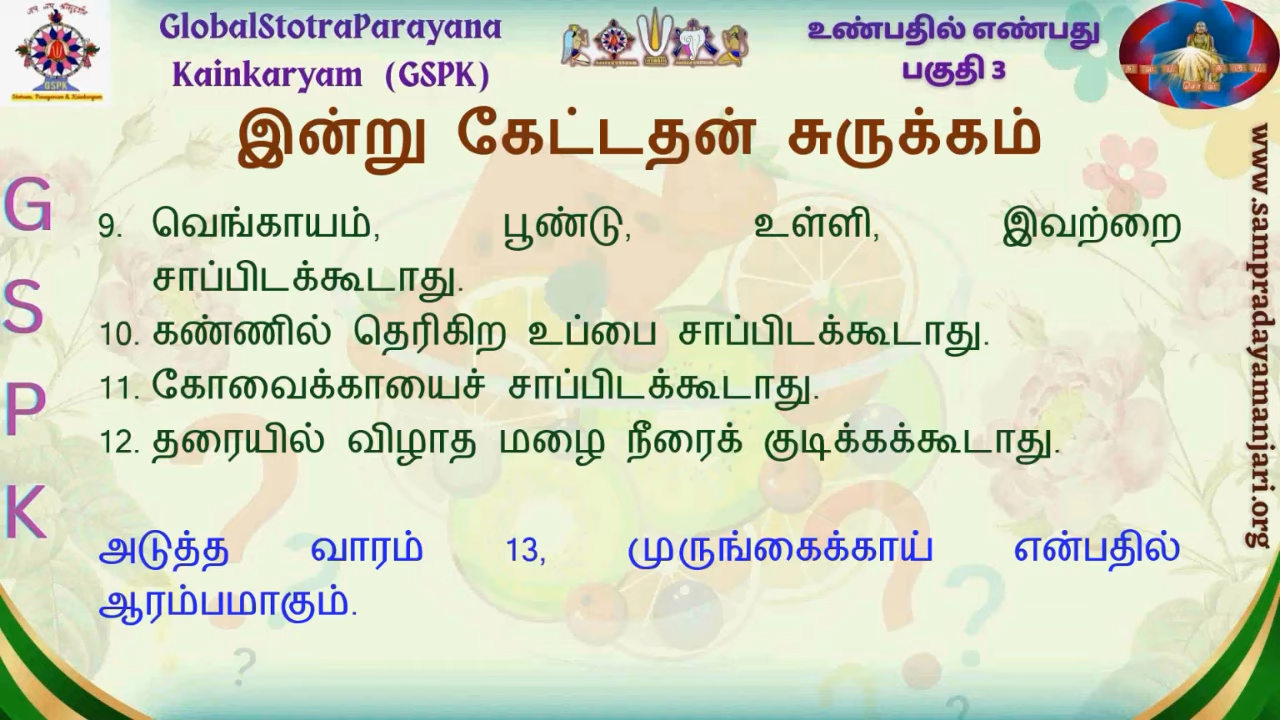 GlobalStotraParayana
Kainkaryam (GSPK)
உண்பதில் எண்பது
பகுதி 3
இன்று கேட்டதன் சுருக்கம்
9. வெங்காயம், பூண்டு, உள்ளி, இவற்றை
சாப்பிடக்கூடாது.
10. கண்ணில் தெரிகிற உப்பை சாப்பிடக்கூடாது.
11. கோவைக்காயைச் சாப்பிடக்கூடாது.
12. தரையில் விழாத மழை நீரைக் குடிக்கக்கூடாது.
அடுத்த வாரம் 13, முருங்கைக்காய் என்பதில்
ஆரம்பமாகும்.
G
S
P
K
www.sampradayamanjari.org
GSPK